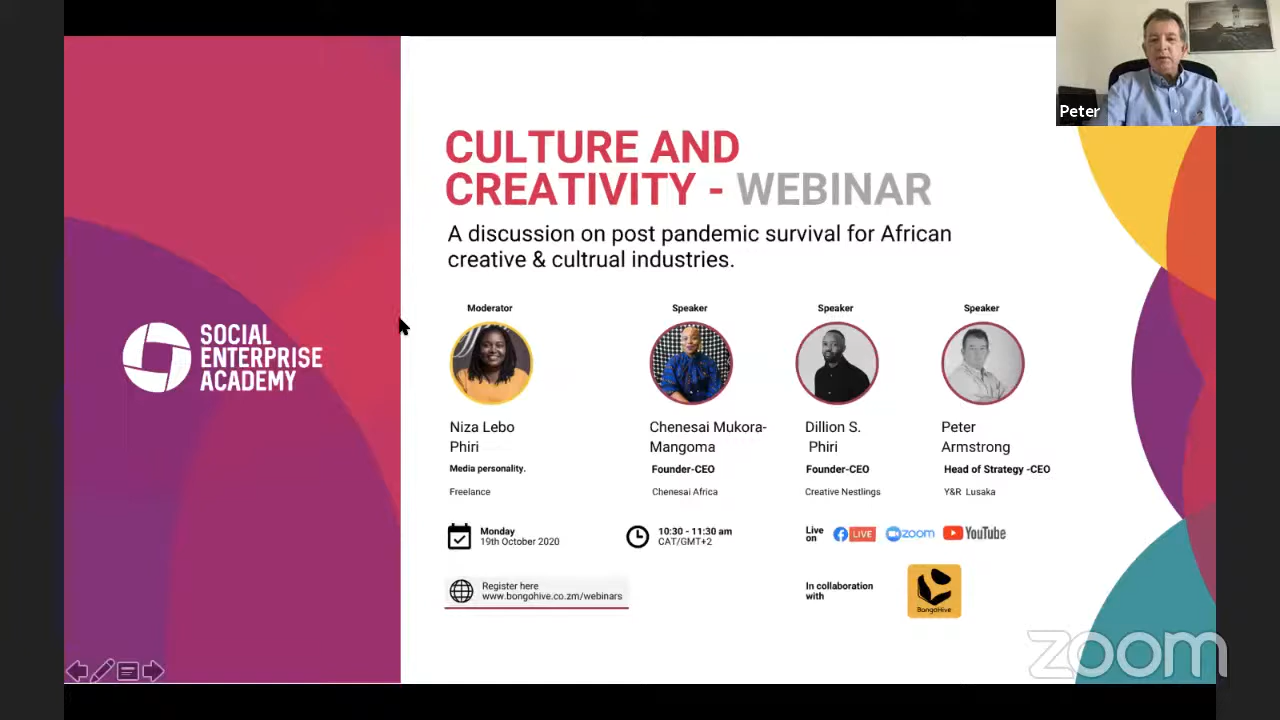 Peter
CULTURE AND
CREATIVITY - WEBINAR
A discussion on post pandemic survival for African
creative & cultrual industries.
SOCIAL
ENTERPRISE
ACADEMY
Moderator
Niza Lebo
Phiri
Media personality.
Freelance
Speaker
Chenesai Mukora-
Mangoma
Founder-CEO
Chenesai Africa
Speaker
Dillion S.
Phiri
Founder-CEO
Creative Nestlings
Speaker
Peter
Armstrong
Head of Strategy -CEO
Y&R Lusaka
Monday
19th October 2020
10:30 - 11:30 am
CAT/GMT+2
Live
on
LIVE
zoom
YouTube
Register here
www.bongohive.co.zm/webinars
In collaboration
with
BongoHive
zoom